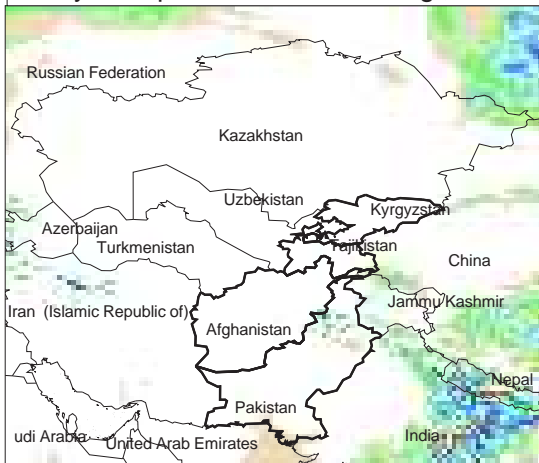 Russian Federation
Kazakhstan
Uzbekistan
Kyrgyzstan
Azerbaijan
Turkmenistan
Tajikistan
China
Iran (Islamic Republic of)
Jammu Kashmir
Afghanistan
Nepal
Pakistan
udi Arabia
United Arab Emirates
India